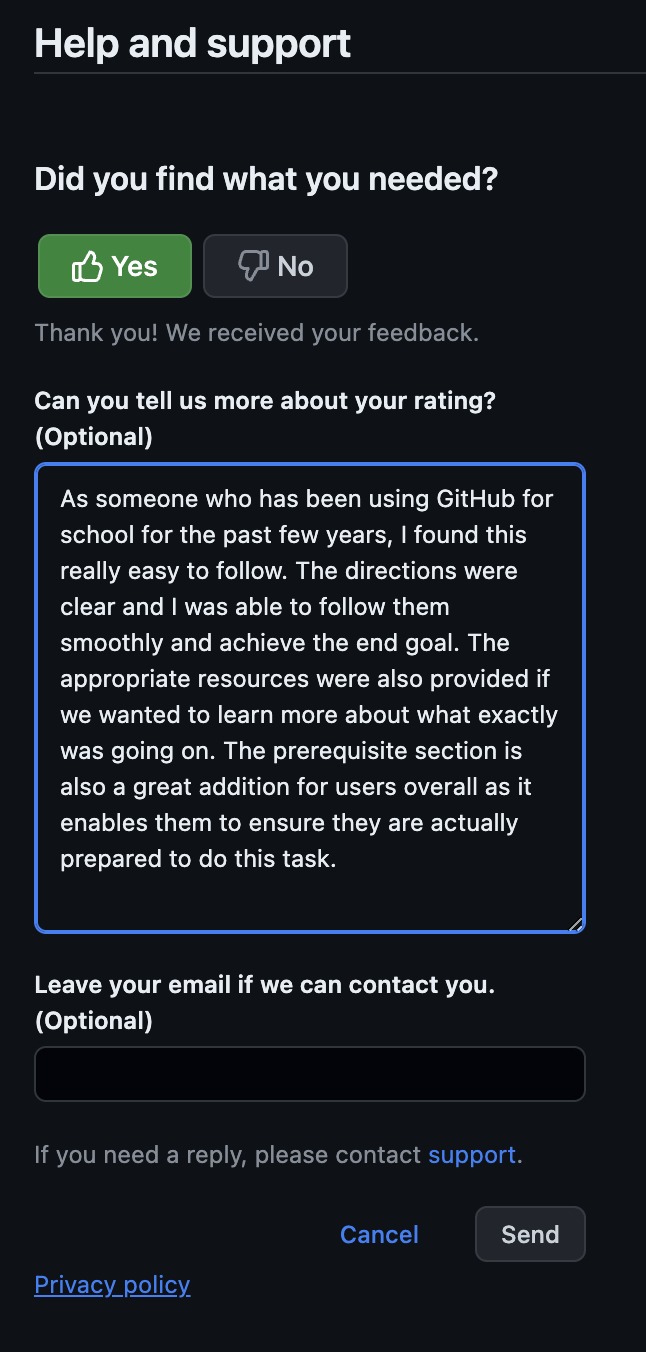 Help and support
Did you find what you needed?
Yes
No
Thank you! We received your feedback.
Can you tell us more about your rating?
(Optional)
As someone who has been using GitHub for
school for the past few years, I found this
really easy to follow. The directions were
clear and I was able to follow them
smoothly and achieve the end goal. The
appropriate resources were also provided if
we wanted to learn more about what exactly
was going on. The prerequisite section is
also a great addition for users overall as it
enables them to ensure they are actually
prepared to do this task.
Leave your email if we can contact you.
(Optional)
If you need a reply, please contact support.
Cancel
Send
Privacy policy